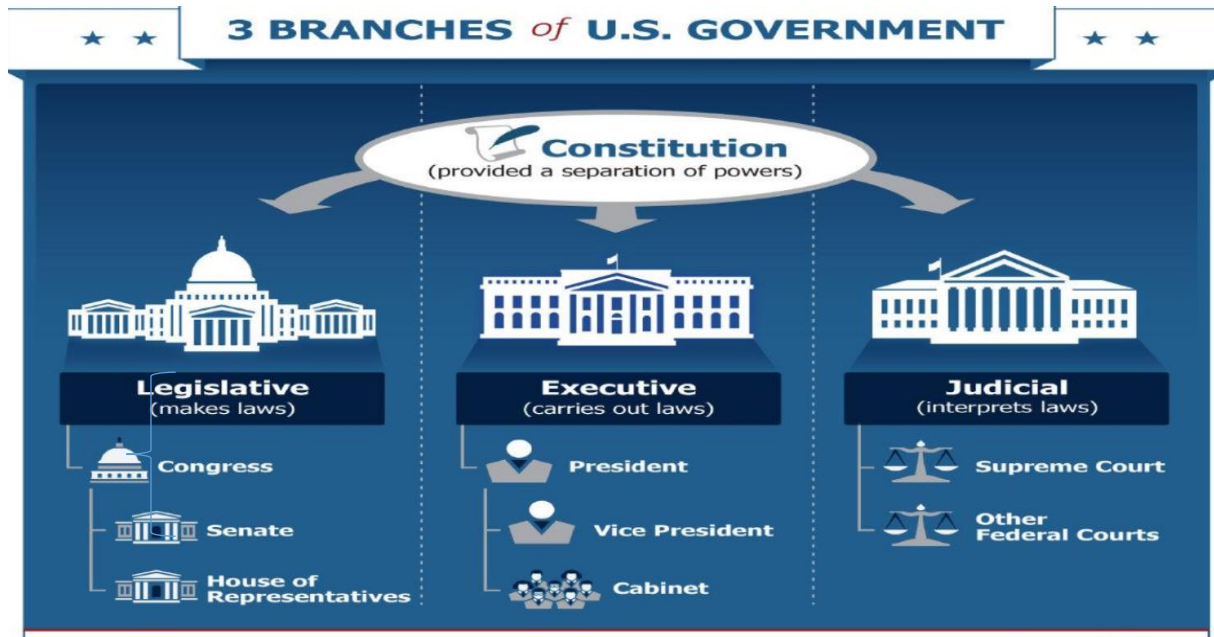 3 BRANCHES of U.S. GOVERNMENT
Constitution
(provided a separation of powers)
Legislative
(makes laws)
Congress
Senate
House of
Representatives
Executive
(carries out laws)
President
Vice President
Cabinet
Judicial
(interprets laws)
Supreme Court
Other
Federal Courts